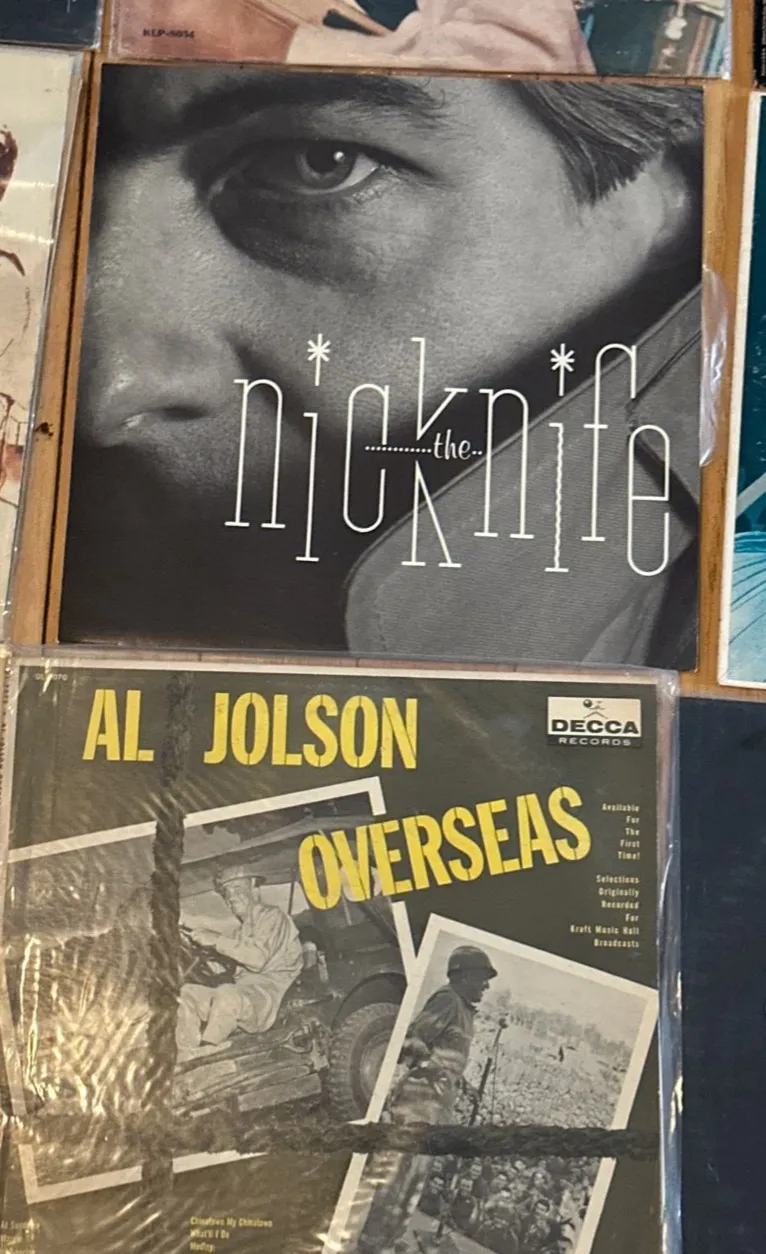 KLP-8054
nick the knife
AL JOLSON
DECCA
RECORDS
OVERSEAS
Available
For
The
First
Time!
Selections
Originally
Recorded
For
Kraft Music Hall
Broadcasts
Chinatown My Chinatown
What'll I Do
Medley: